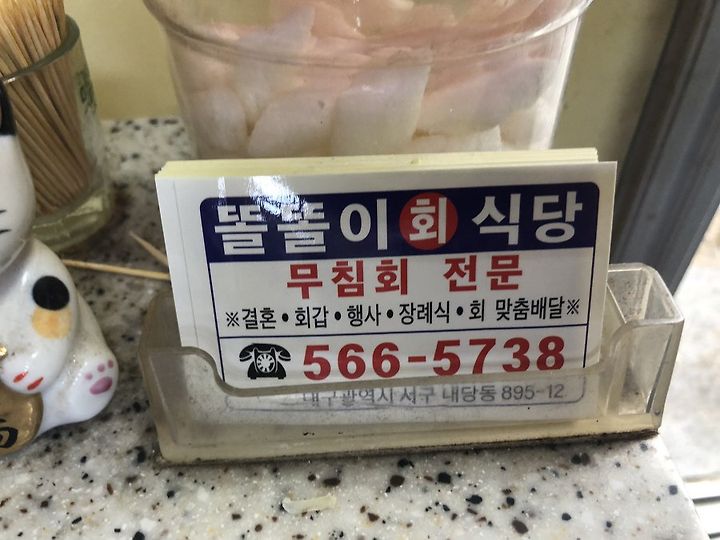 똘똘이 회 식당
무침회 전문
※결혼•회갑•행사•장례식•회 맞춤배달※
566-5738
대구광역시 서구 내당동 895-12